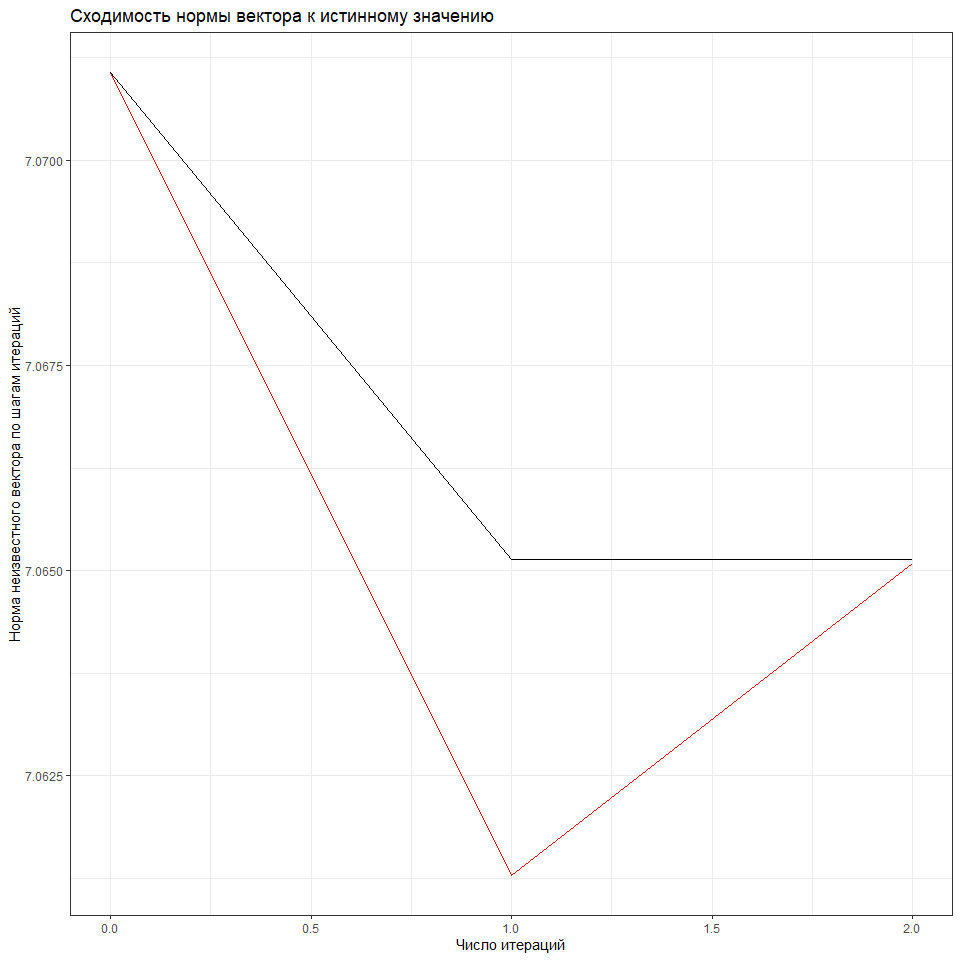 Сходимость нормы вектора к истинному значению
Норма неизвестного вектора по шагам итераций
7.0700
7.0675
7.0650
7.0625
0.0 0.5 1.0 1.5 2.0
Число итераций